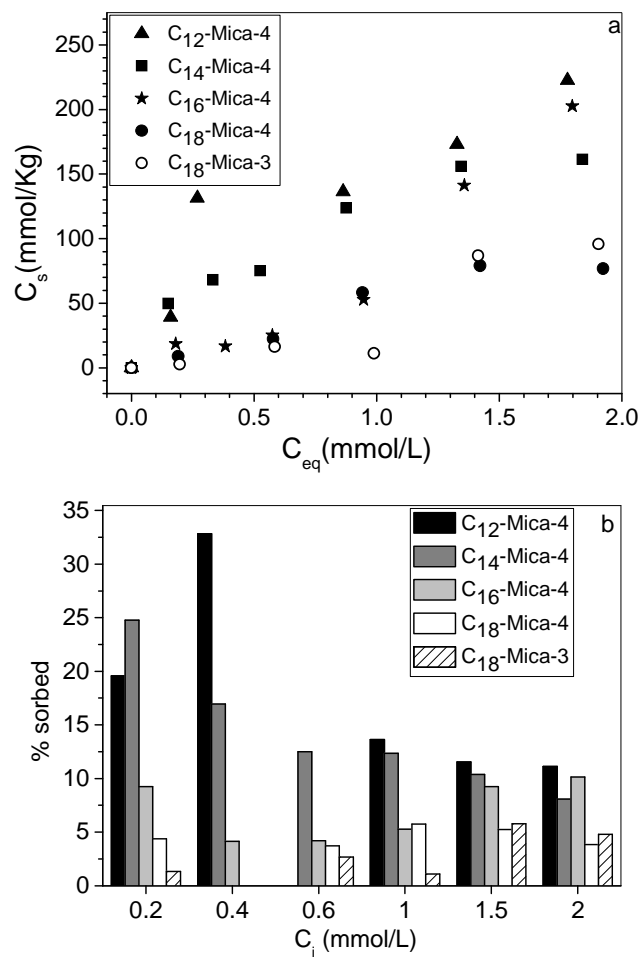 a
C12-Mica-4
C14-Mica-4
C16-Mica-4
C18-Mica-4
C18-Mica-3
250
200
150
100
50
0
Cs(mmol/Kg)
0.0 0.5 1.0 1.5 2.0
Ceq(mmol/L)
b
C12-Mica-4
C14-Mica-4
C16-Mica-4
C18-Mica-4
C18-Mica-3
35
30
25
20
15
10
5
0
% sorbed
0.2 0.4 0.6 1 1.5 2
Ci (mmol/L)